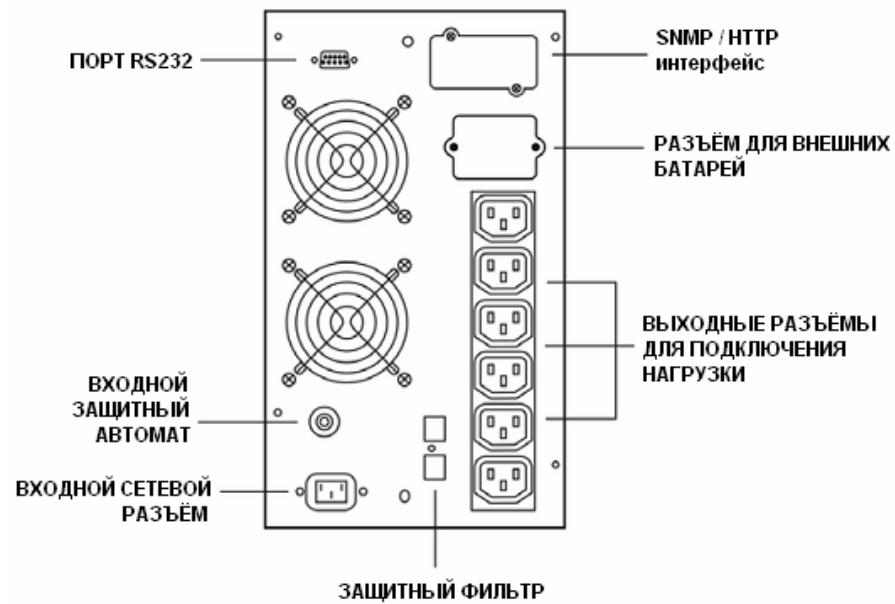 ПОРТ RS232
SNMP / HTTP
интерфейс
РАЗЪЁМ ДЛЯ ВНЕШНИХ
БАТАРЕЙ
ВЫХОДНЫЕ РАЗЪЁМЫ
ДЛЯ ПОДКЛЮЧЕНИЯ
НАГРУЗКИ
ВХОДНОЙ
ЗАЩИТНЫЙ
АВТОМАТ
ВХОДНОЙ СЕТЕВОЙ
РАЗЪЁМ
ЗАЩИТНЫЙ ФИЛЬТР